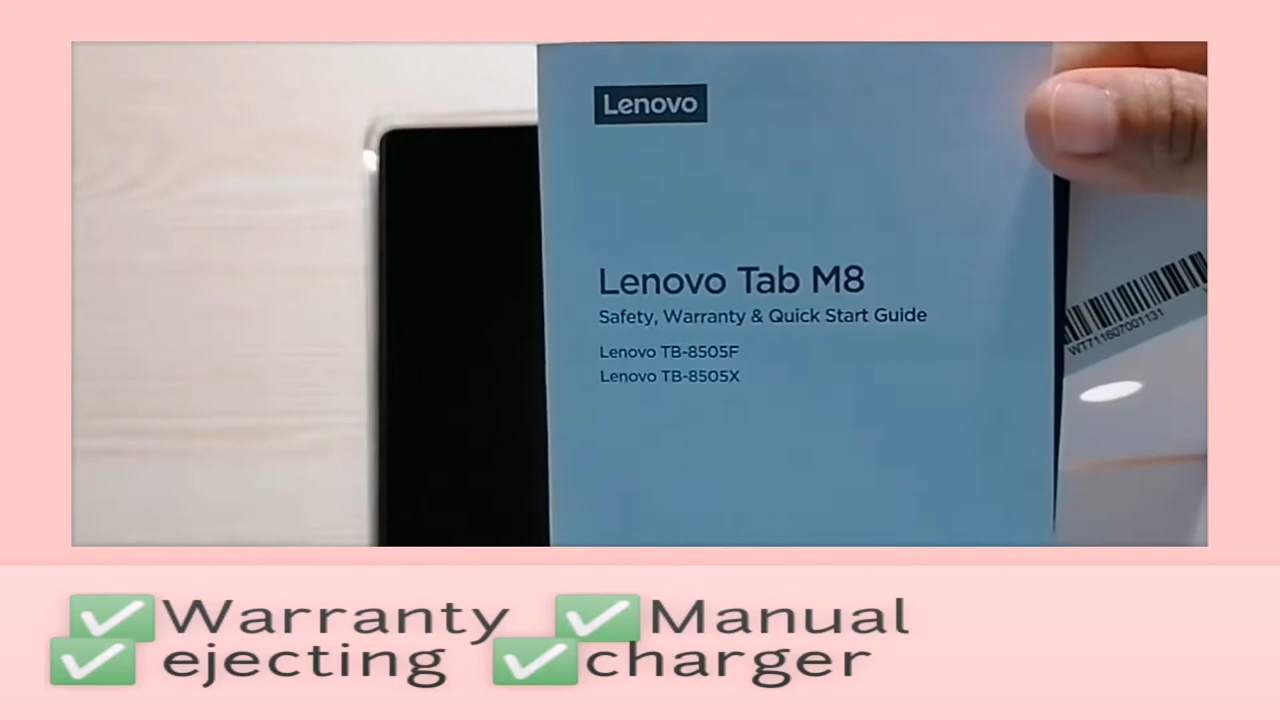 Lenovo
Lenovo Tab M8
Safety, Warranty & Quick Start Guide
Lenovo TB-8505F
Lenovo TB-8505X
WT711607001131
✅Warranty ✅Manual
✅ ejecting ✅charger